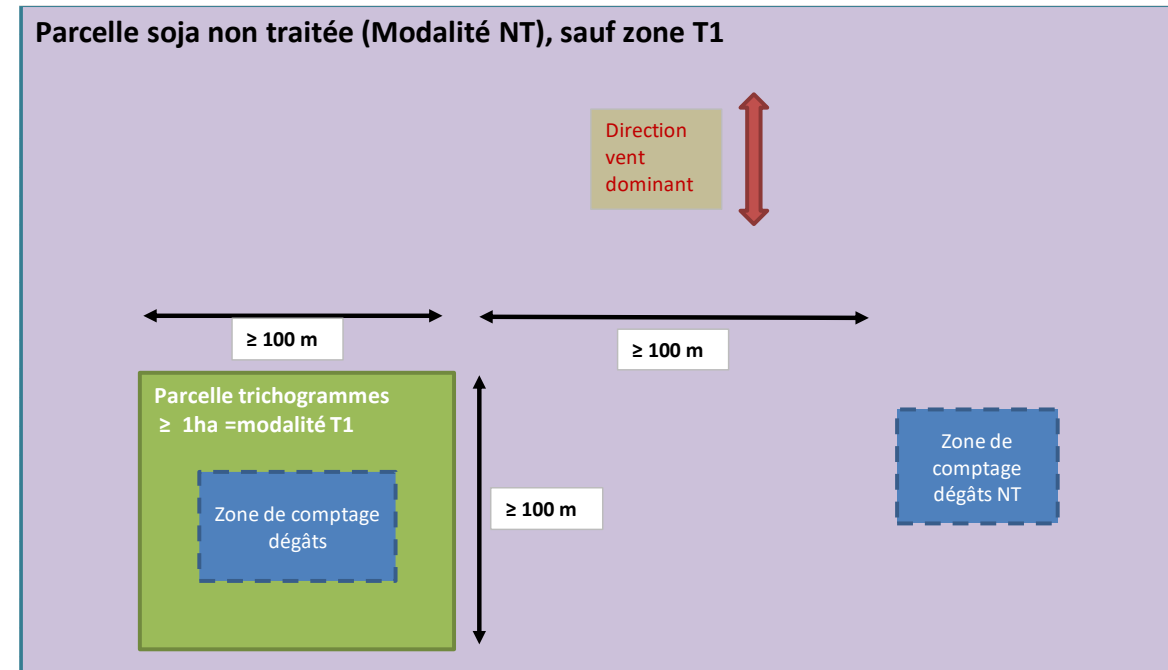 Parcelle soja non traitée (Modalité NT), sauf zone T1
Direction
vent
dominant
≥ 100 m
≥ 100 m
Parcelle trichogrammes
≥ 1ha =modalité T1
Zone de comptage
dégâts
≥ 100 m
Zone de
comptage
dégâts NT